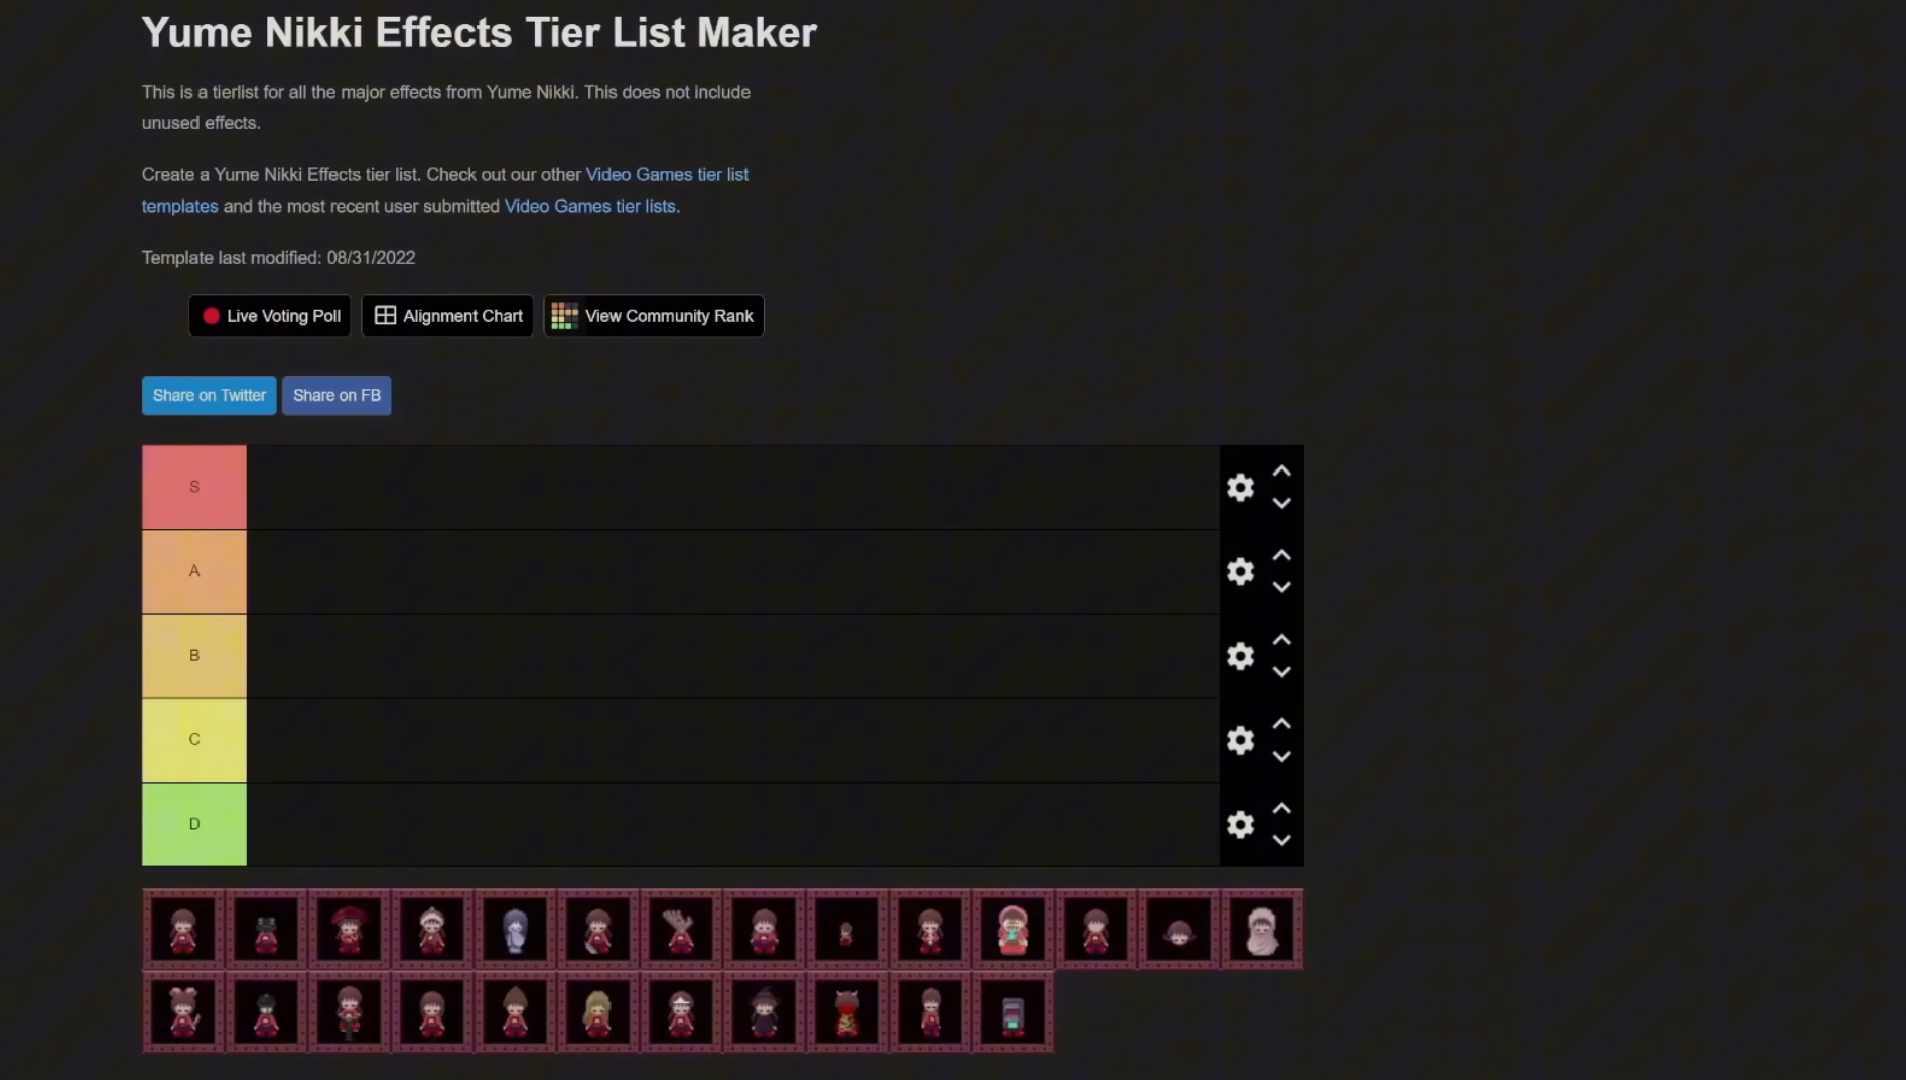 Yume Nikki Effects Tier List Maker
This is a tierlist for all the major effects from Yume Nikki. This does not include
unused effects.
Create a Yume Nikki Effects tier list. Check out our other Video Games tier list
templates and the most recent user submitted Video Games tier lists.
Template last modified: 08/31/2022
Live Voting Poll Alignment Chart View Community Rank
Share on Twitter Share on FB
S
A
B
C
D